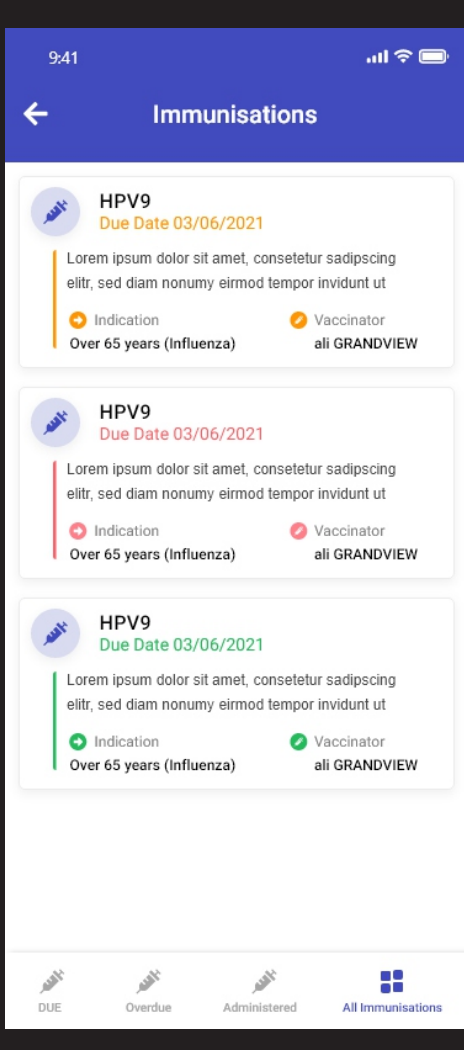 9:41
Immunisations
HPV9
Due Date 03/06/2021
Lorem ipsum dolor sit amet, consetetur sadipscing
elitr, sed diam nonumy eirmod tempor invidunt ut
Indication Vaccinator
Over 65 years (Influenza) ali GRANDVIEW
HPV9
Due Date 03/06/2021
Lorem ipsum dolor sit amet, consetetur sadipscing
elitr, sed diam nonumy eirmod tempor invidunt ut
Indication Vaccinator
Over 65 years (Influenza) ali GRANDVIEW
HPV9
Due Date 03/06/2021
Lorem ipsum dolor sit amet, consetetur sadipscing
elitr, sed diam nonumy eirmod tempor invidunt ut
Indication Vaccinator
Over 65 years (Influenza) ali GRANDVIEW
DUE Overdue Administered All Immunisations